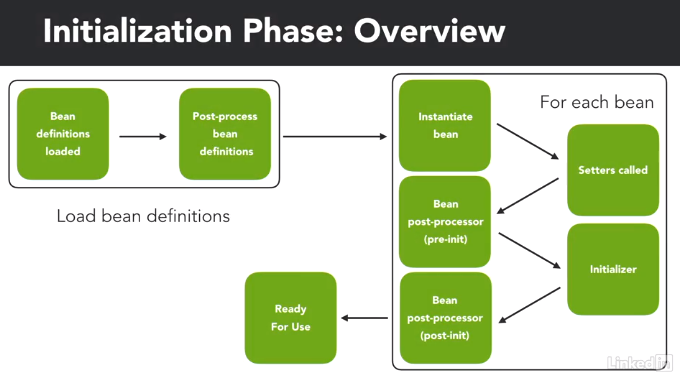 Initialization Phase: Overview
Bean
definitions
loaded
Post-process
bean
definitions
Load bean definitions
For each bean
Instantiate
bean
Setters called
Bean
post-processor
(pre-init)
Initializer
Bean
post-processor
(post-init)
Ready
For Use
Linked in